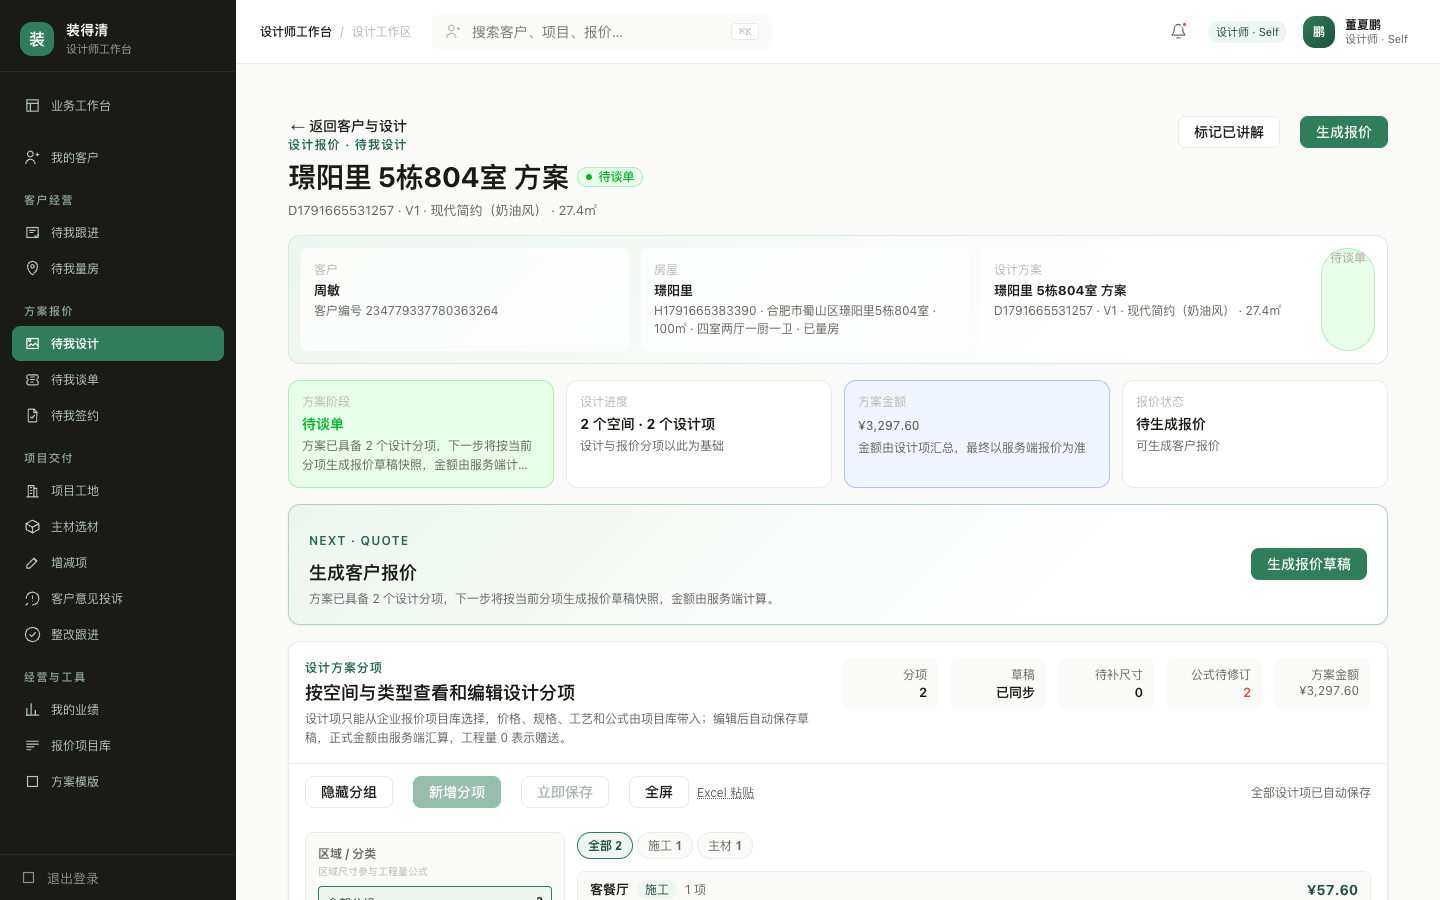 装
装得清
设计师工作台
业务工作台
我的客户
客户经营
待我跟进
待我量房
方案报价
待我设计
待我谈单
待我签约
项目交付
项目工地
主材选材
增减项
客户意见投诉
整改跟进
经营与工具
我的业绩
报价项目库
方案模版
退出登录
设计师工作台 / 设计工作区
搜索客户、项目、报价...
⌘K
设计师 · Self
鹏
董夏鹏
设计师 · Self
← 返回客户与设计
设计报价 · 待我设计
璟阳里 5栋804室 方案
待谈单
D1791665531257 · V1 · 现代简约（奶油风） · 27.4㎡
标记已讲解
生成报价
客户
周敏
客户编号 234779337780363264
房屋
璟阳里
H1791665383390 · 合肥市蜀山区璟阳里5栋804室 ·
100㎡ · 四室两厅一厨一卫 · 已量房
设计方案
璟阳里 5栋804室 方案
D1791665531257 · V1 · 现代简约（奶油风） · 27.4㎡
待谈单
方案阶段
待谈单
方案已具备 2 个设计分项，下一步将按当前
分项生成报价草稿快照，金额由服务端计...
设计进度
2 个空间 · 2 个设计项
设计与报价分项以此为基础
方案金额
¥3,297.60
金额由设计项汇总，最终以服务端报价为准
报价状态
待生成报价
可生成客户报价
NEXT · QUOTE
生成客户报价
方案已具备 2 个设计分项，下一步将按当前分项生成报价草稿快照，金额由服务端计算。
生成报价草稿
设计方案分项
按空间与类型查看和编辑设计分项
设计项只能从企业报价项目库选择，价格、规格、工艺和公式由项目库带入；编辑后自动保存草
稿，正式金额由服务端汇算，工程量 0 表示赠送。
分项
2
草稿
已同步
待补尺寸
0
公式待修订
2
方案金额
¥3,297.60
隐藏分组
新增分项
立即保存
全屏
Excel 粘贴
全部设计项已自动保存
区域 / 分类
区域尺寸参与工程量公式
全部 2
施工 1
主材 1
客餐厅 施工 1 项
¥57.60